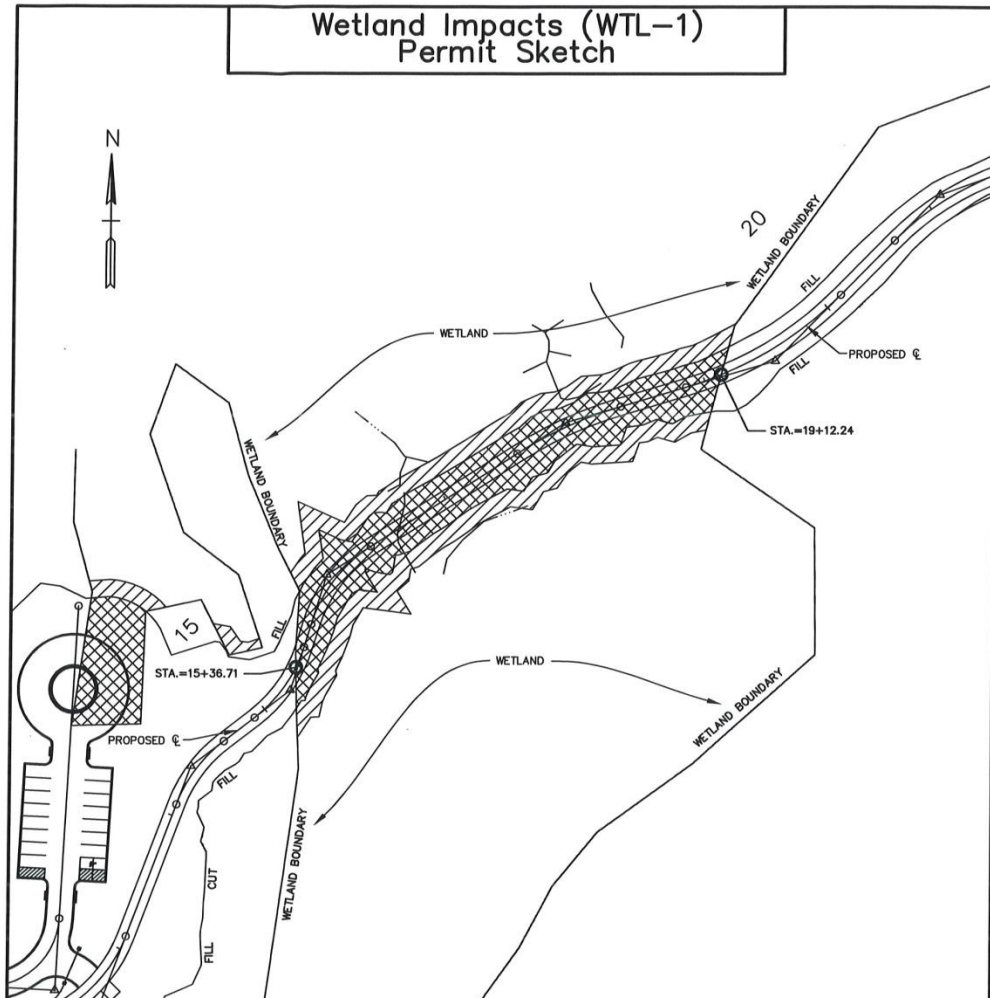 Wetland Impacts (WTL-1)
Permit Sketch
N
20
WETLAND BOUNDARY
FILL
WETLAND
PROPOSED ℄
FILL
STA.=19+12.24
WETLAND BOUNDARY
15
FILL
STA.=15+36.71
WETLAND
WETLAND BOUNDARY
PROPOSED ℄
FILL
WETLAND BOUNDARY
CUT
FILL